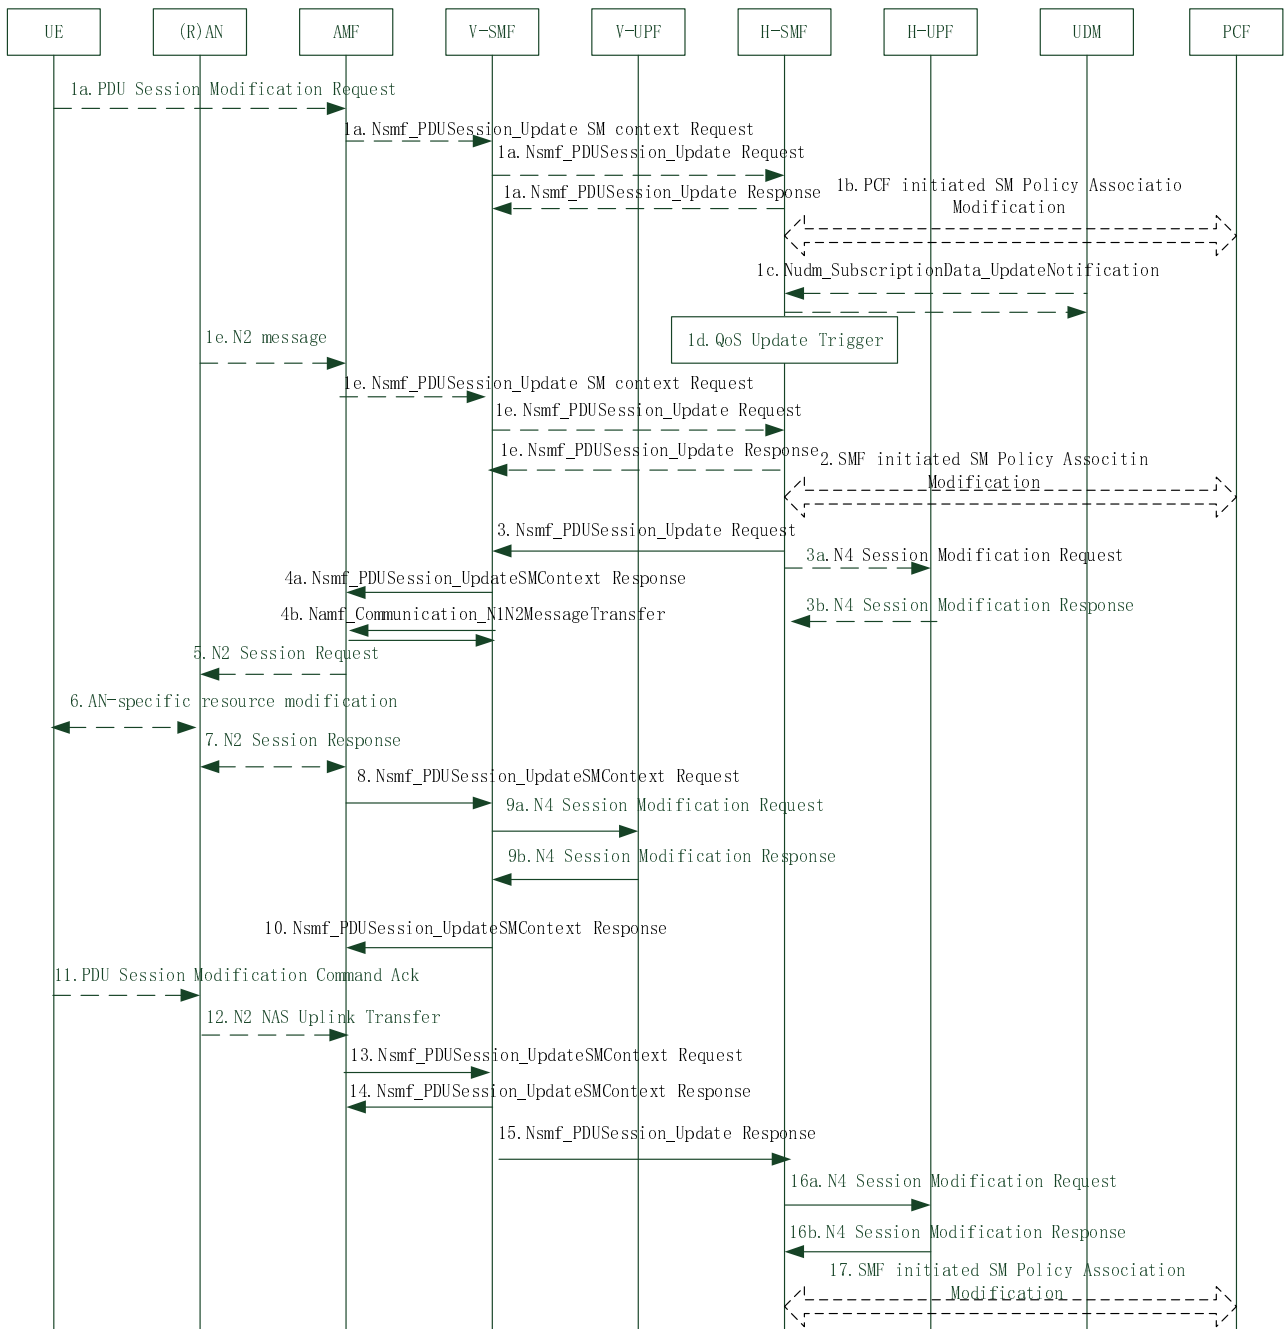 UE (R)AN AMF V-SMF V-UPF H-SMF H-UPF UDM PCF
1a.PDU Session Modification Request
1a.Nsmf_PDUSession_Update SM context Request
1a.Nsmf_PDUSession_Update Request
1a.Nsmf_PDUSession_Update Response
1b.PCF initiated SM Policy Associatio
Modification
1c.Nudm_SubscriptionData_UpdateNotification
1d.QoS Update Trigger
1e.N2 message
1e.Nsmf_PDUSession_Update SM context Request
1e.Nsmf_PDUSession_Update Request
1e.Nsmf_PDUSession_Update Response
2.SMF initiated SM Policy Associtin
Modification
3.Nsmf_PDUSession_Update Request
3a.N4 Session Modification Request
4a.Nsmf_PDUSession_UpdateSMContext Response
3b.N4 Session Modification Response
4b.Namf_Communication_N1N2MessageTransfer
5.N2 Session Request
6.AN-specific resource modification
7.N2 Session Response
8.Nsmf_PDUSession_UpdateSMContext Request
9a.N4 Session Modification Request
9b.N4 Session Modification Response
10.Nsmf_PDUSession_UpdateSMContext Response
11.PDU Session Modification Command Ack
12.N2 NAS Uplink Transfer
13.Nsmf_PDUSession_UpdateSMContext Request
14.Nsmf_PDUSession_UpdateSMContext Response
15.Nsmf_PDUSession_Update Response
16a.N4 Session Modification Request
16b.N4 Session Modification Response
17.SMF initiated SM Policy Association
Modification